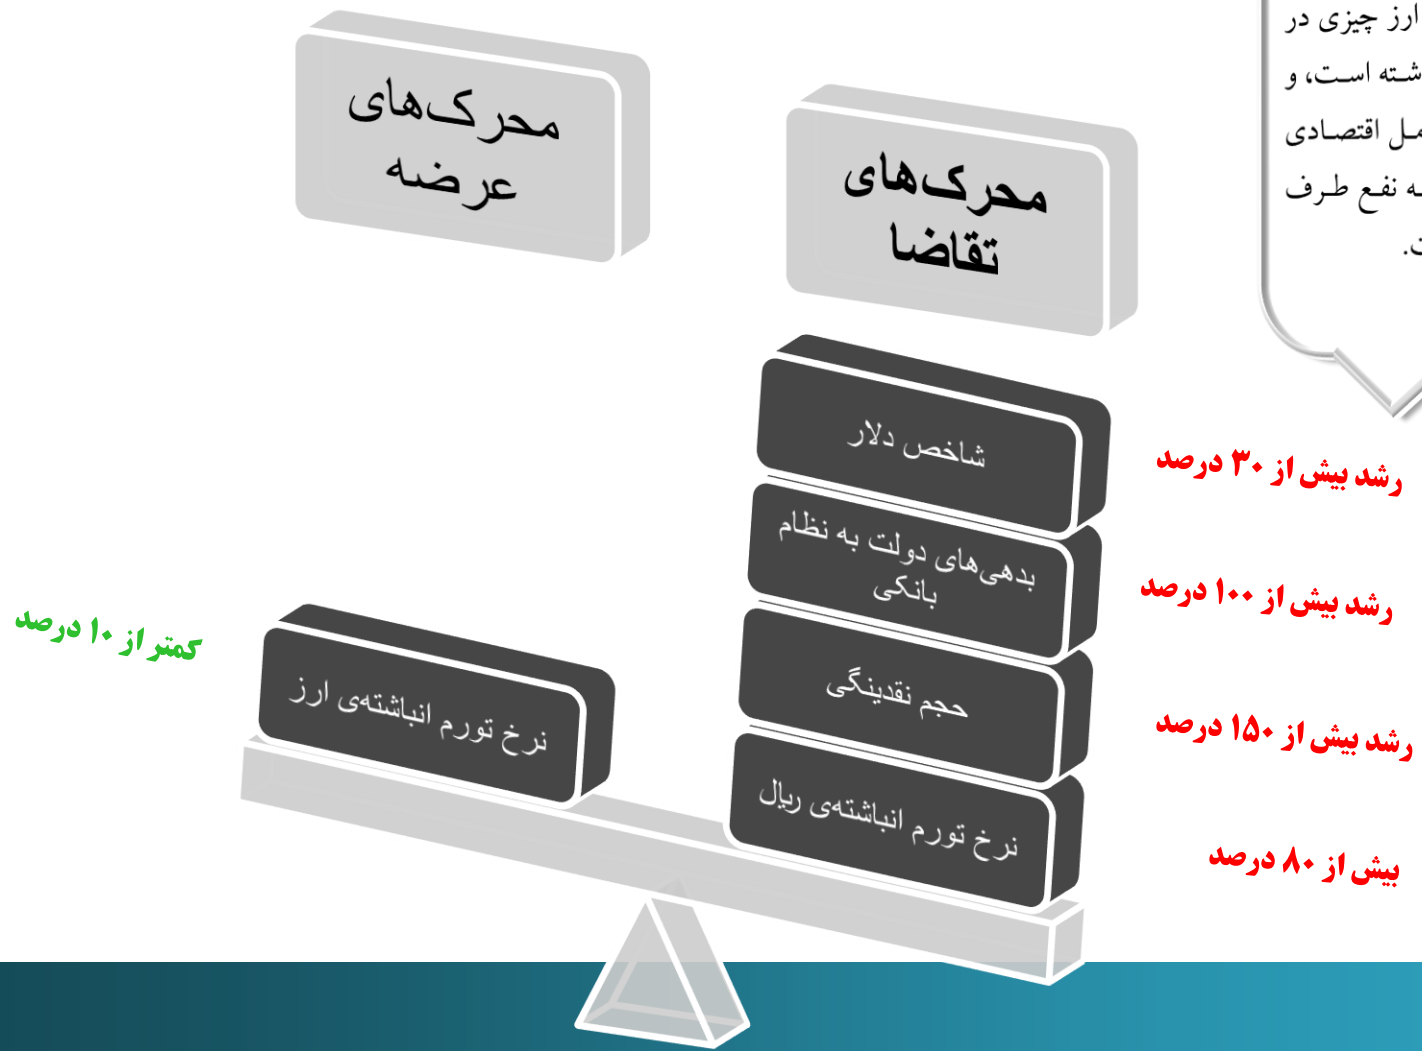 ارز چیزی در
است، و
اقتصادی
نفع طرف
محرک‌های
تقاضا
محرک‌های
عرضه
شاخص دلار
رشد بیش از ۳۰ درصد
بدهی‌های دولت به نظام
بانکی
رشد بیش از ۱۰۰ درصد
حجم نقدینگی
رشد بیش از ۱۵۰ درصد
نرخ تورم انباشته‌ی ریال
بیش از ۸۰ درصد
نرخ تورم انباشته‌ی ارز
کمتر از ۱۰ درصد